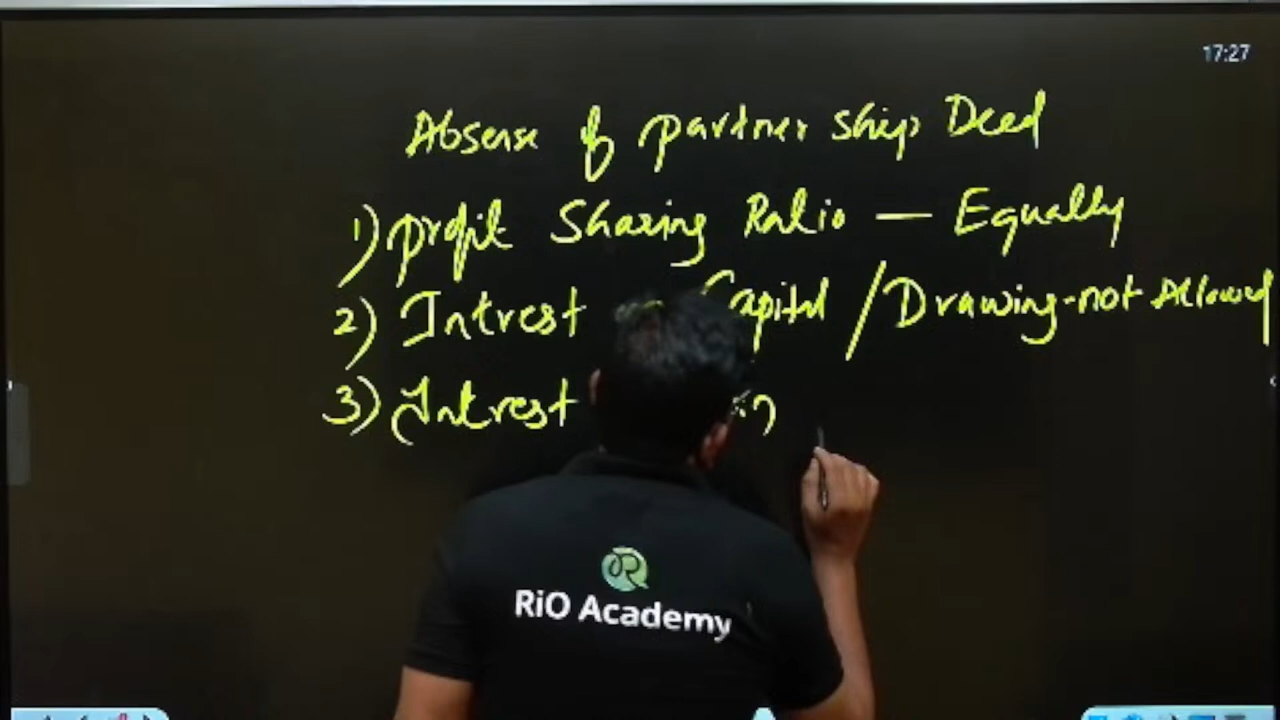 17:27
Absense of partner ship Deed
1) profit Sharing Ratio — Equally
2) Intrest Capital / Drawing - not Allowed
3) Intrest
RiO Academy